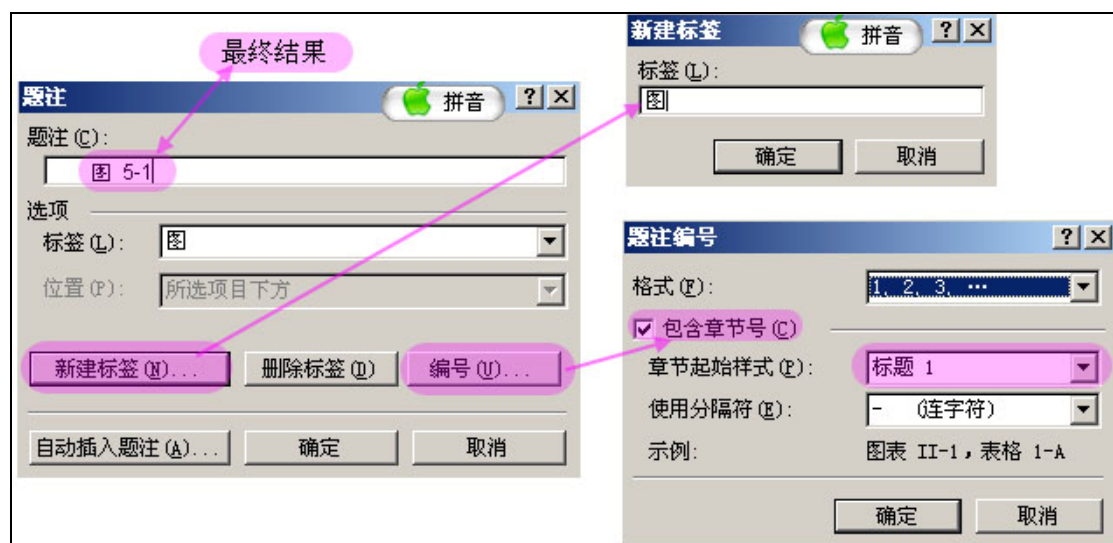 最终结果
题注
拼音
题注(C):
图 5-1
选项
标签(L):
图
位置(P):
所选项目下方
新建标签(N)...
删除标签(D)
编号(U)...
自动插入题注(A)...
确定
取消
新建标签
拼音
标签(L):
图
确定
取消
题注编号
格式(F):
1, 2, 3, …
包含章节号(C)
章节起始样式(P):
标题 1
使用分隔符(E):
- (连字符)
示例:
图表 II-1，表格 1-A
确定
取消